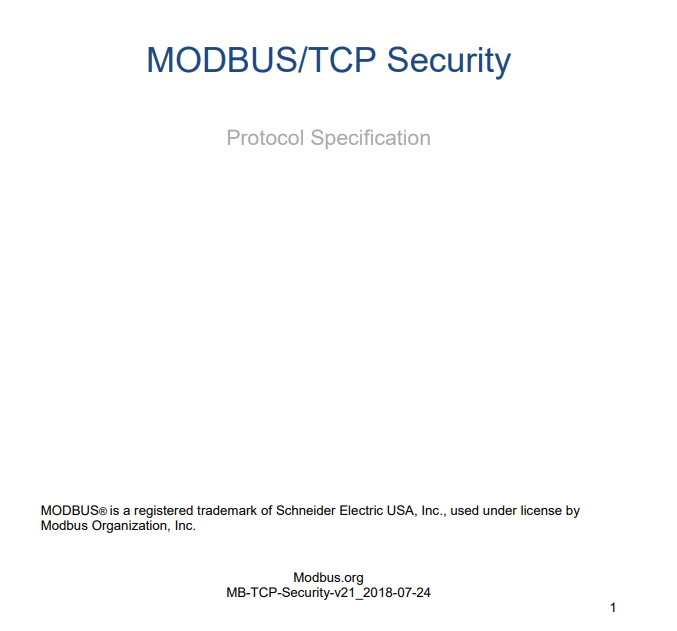 MODBUS/TCP Security
Protocol Specification
MODBUS® is a registered trademark of Schneider Electric USA, Inc., used under license by
Modbus Organization, Inc.
Modbus.org
MB-TCP-Security-v21_2018-07-24
1